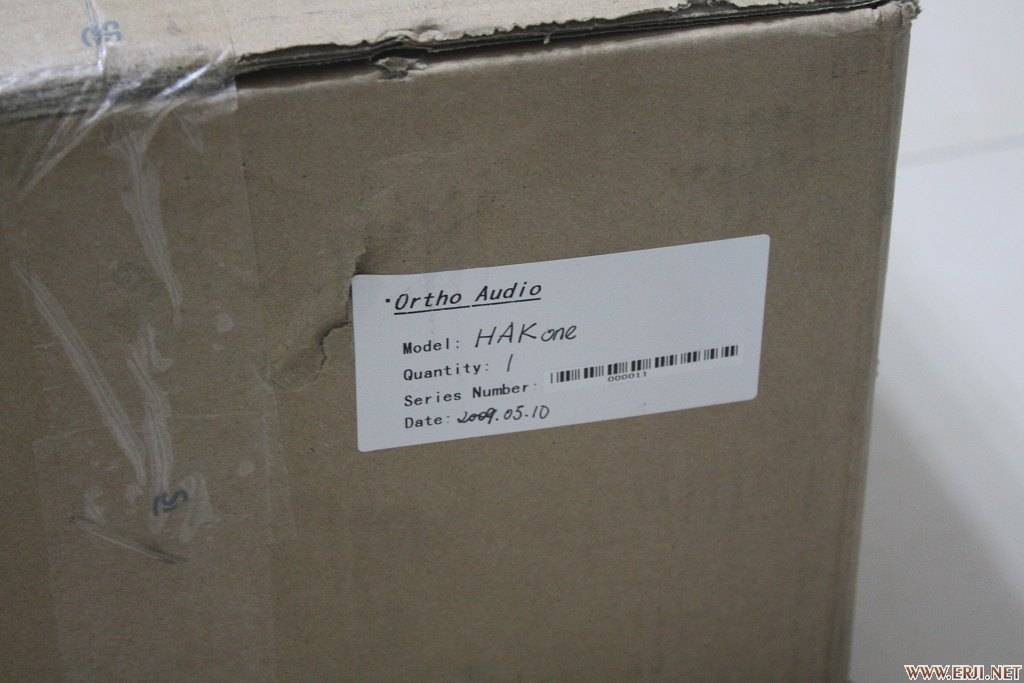 ·Ortho Audio
Model: HAK one
Quantity: 1
Series Number:
000011
Date: 2009.05.10
WWW.ERJI.NET